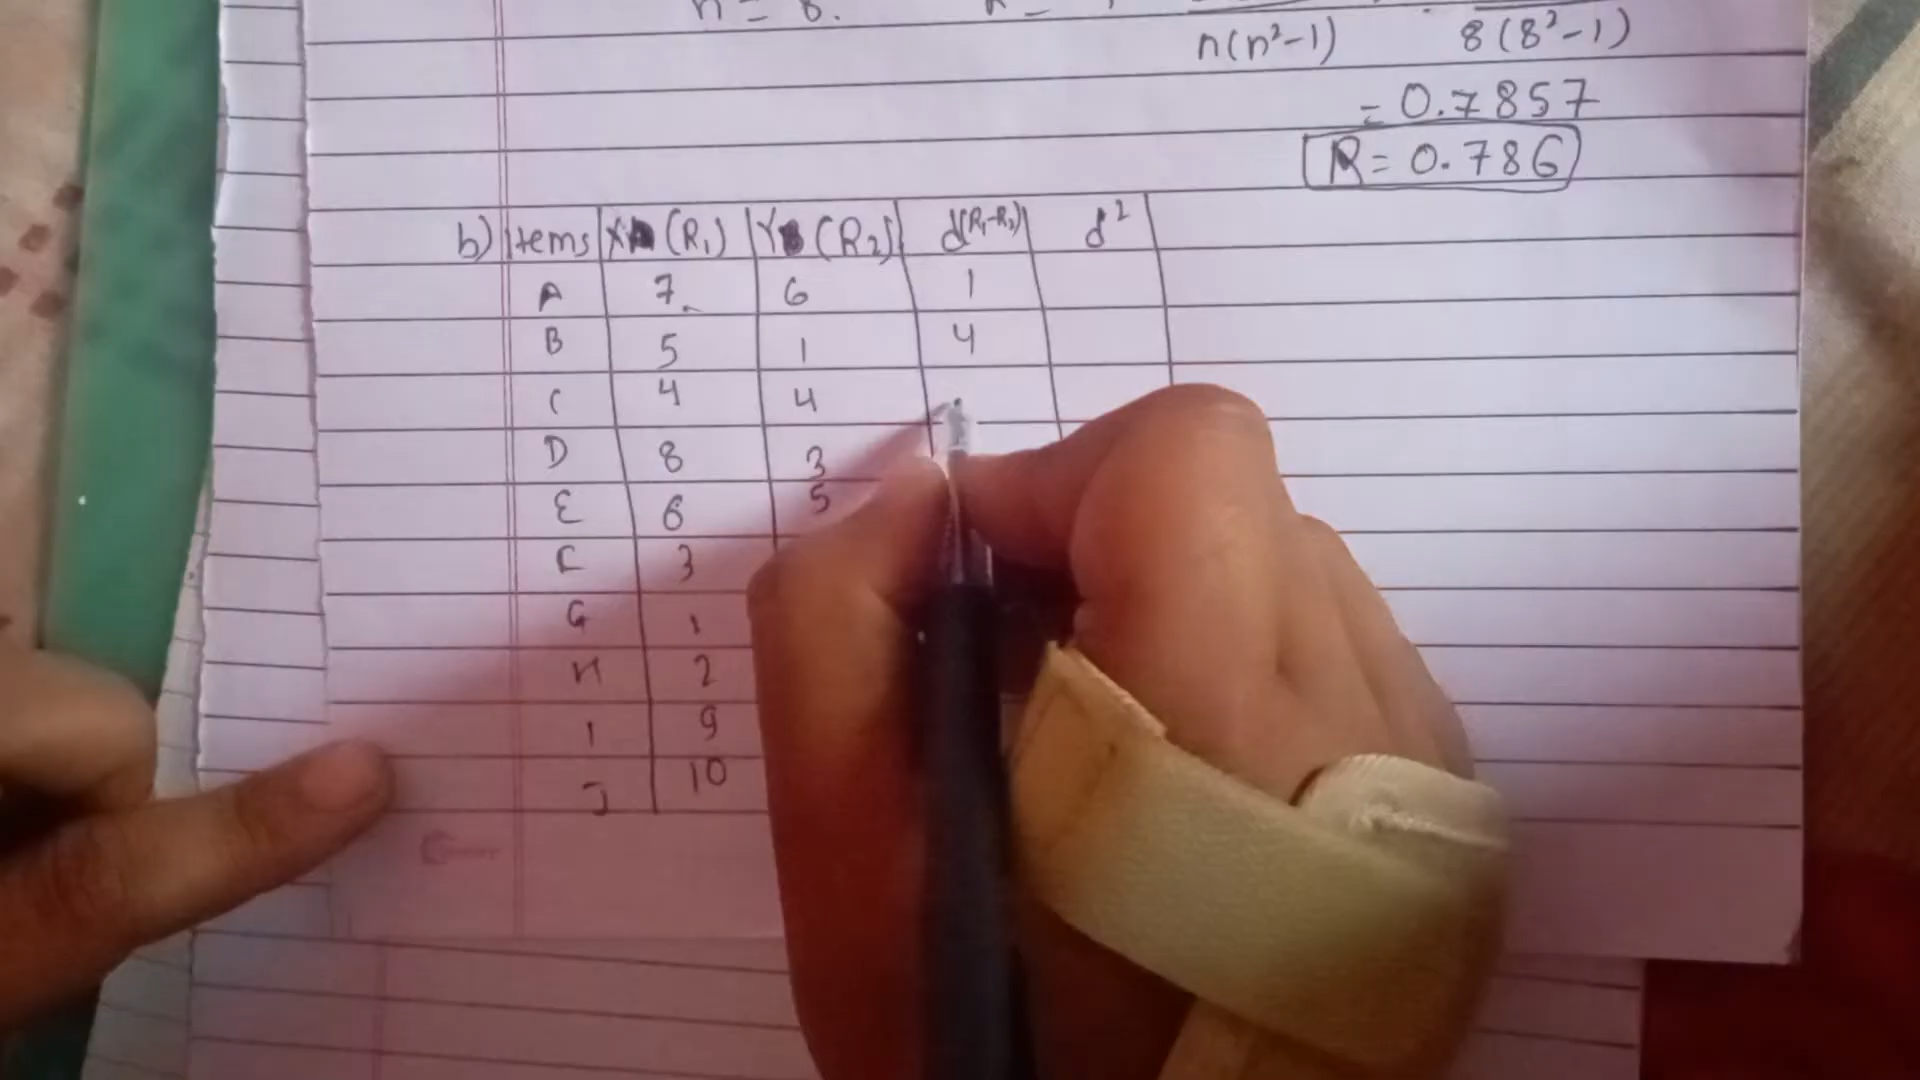 n = 8.
n(n²-1) 8(8²-1)
= 0.7857
R = 0.786
b) Items X (R₁) Y (R₂) d(R₁-R₂) d²
A 7 6 1
B 5 1 4
C 4 4
D 8 3
E 6 5
F 3
G 1
H 2
I 9
J 10